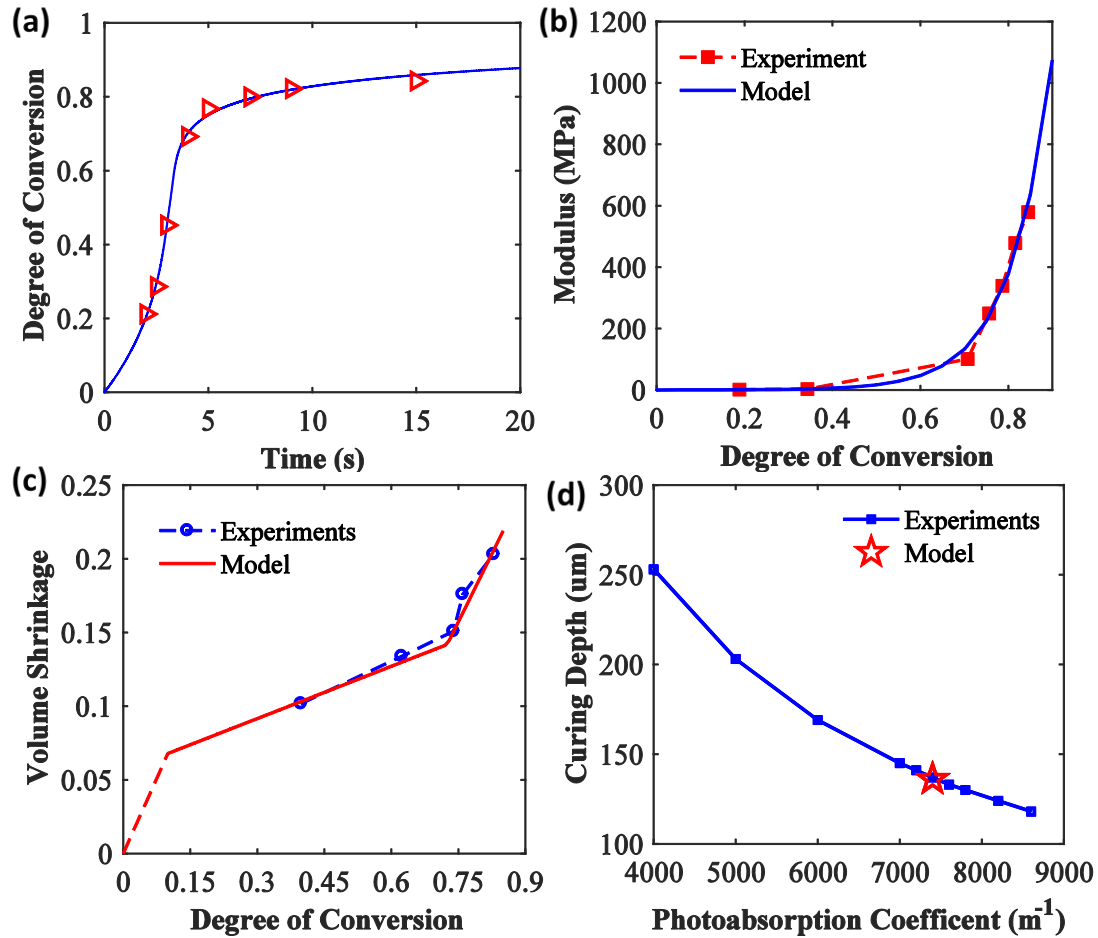 (a)
1
0.8
0.6
0.4
0.2
0
0
5
10
15
20
Degree of Conversion
Time (s)
(b)
1200
1000
800
600
400
200
0
0
0.2
0.4
0.6
0.8
Modulus (MPa)
Degree of Conversion
Experiment
Model
(c)
0.25
0.2
0.15
0.1
0.05
0
0
0.15
0.3
0.45
0.6
0.75
0.9
Volume Shrinkage
Degree of Conversion
Experiments
Model
(d)
300
250
200
150
100
4000
5000
6000
7000
8000
9000
Curing Depth (um)
Photoabsorption Coefficent (m⁻¹)
Experiments
Model